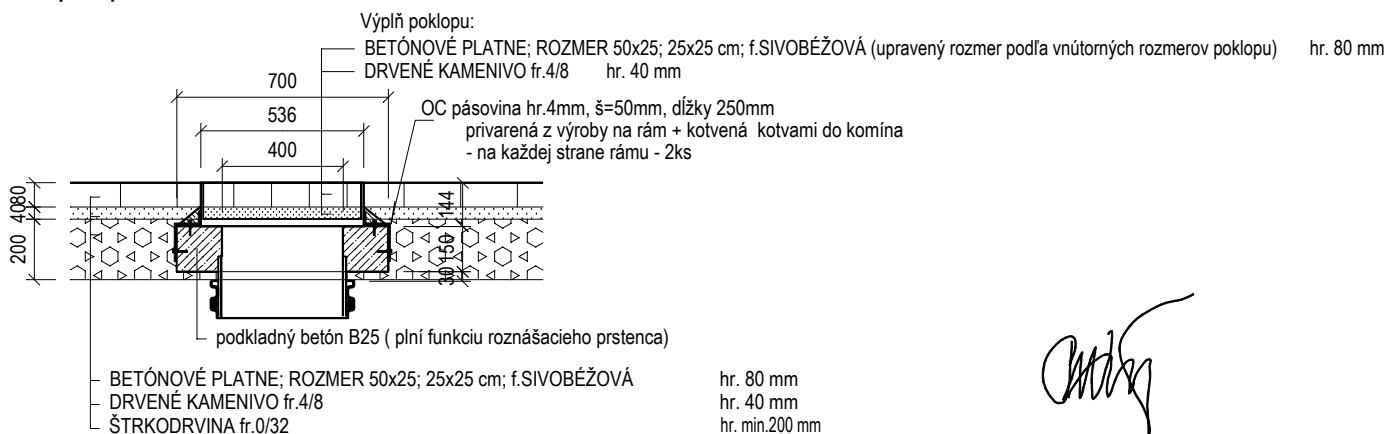 Výplň poklopu:
BETÓNOVÉ PLATNE; ROZMER 50x25; 25x25 cm; f.SIVOBÉŽOVÁ (upravený rozmer podľa vnútorných rozmerov poklopu) hr. 80 mm
DRVENÉ KAMENIVO fr.4/8 hr. 40 mm
700
OC pásovina hr.4mm, š=50mm, dĺžky 250mm
536
privarená z výroby na rám + kotvená kotvami do komína
400
- na každej strane rámu - 2ks
80
40
200
144
150
30
podkladný betón B25 ( plní funkciu roznášacieho prstenca)
BETÓNOVÉ PLATNE; ROZMER 50x25; 25x25 cm; f.SIVOBÉŽOVÁ hr. 80 mm
DRVENÉ KAMENIVO fr.4/8 hr. 40 mm
ŠTRKODRVINA fr.0/32 hr. min.200 mm